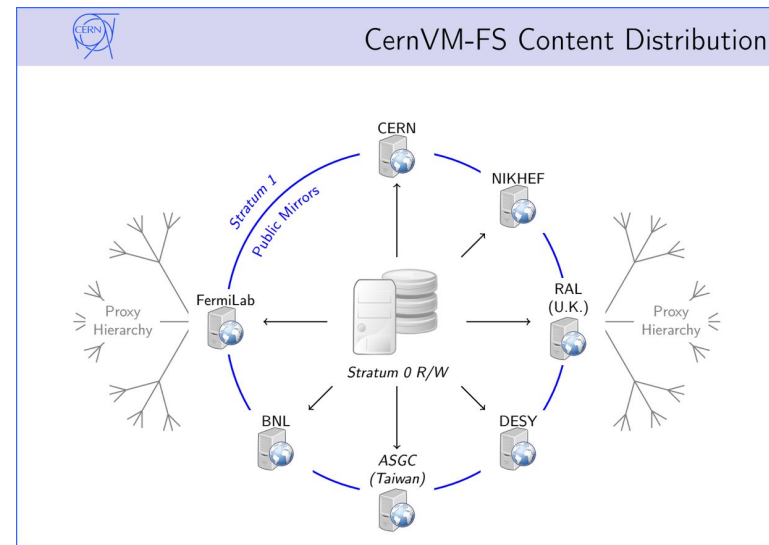 CERN
CernVM-FS Content Distribution
CERN
NIKHEF
Stratum 1
Public Mirrors
FermiLab
RAL
(U.K.)
Proxy
Hierarchy
Proxy
Hierarchy
Stratum 0 R/W
BNL
DESY
ASGC
(Taiwan)